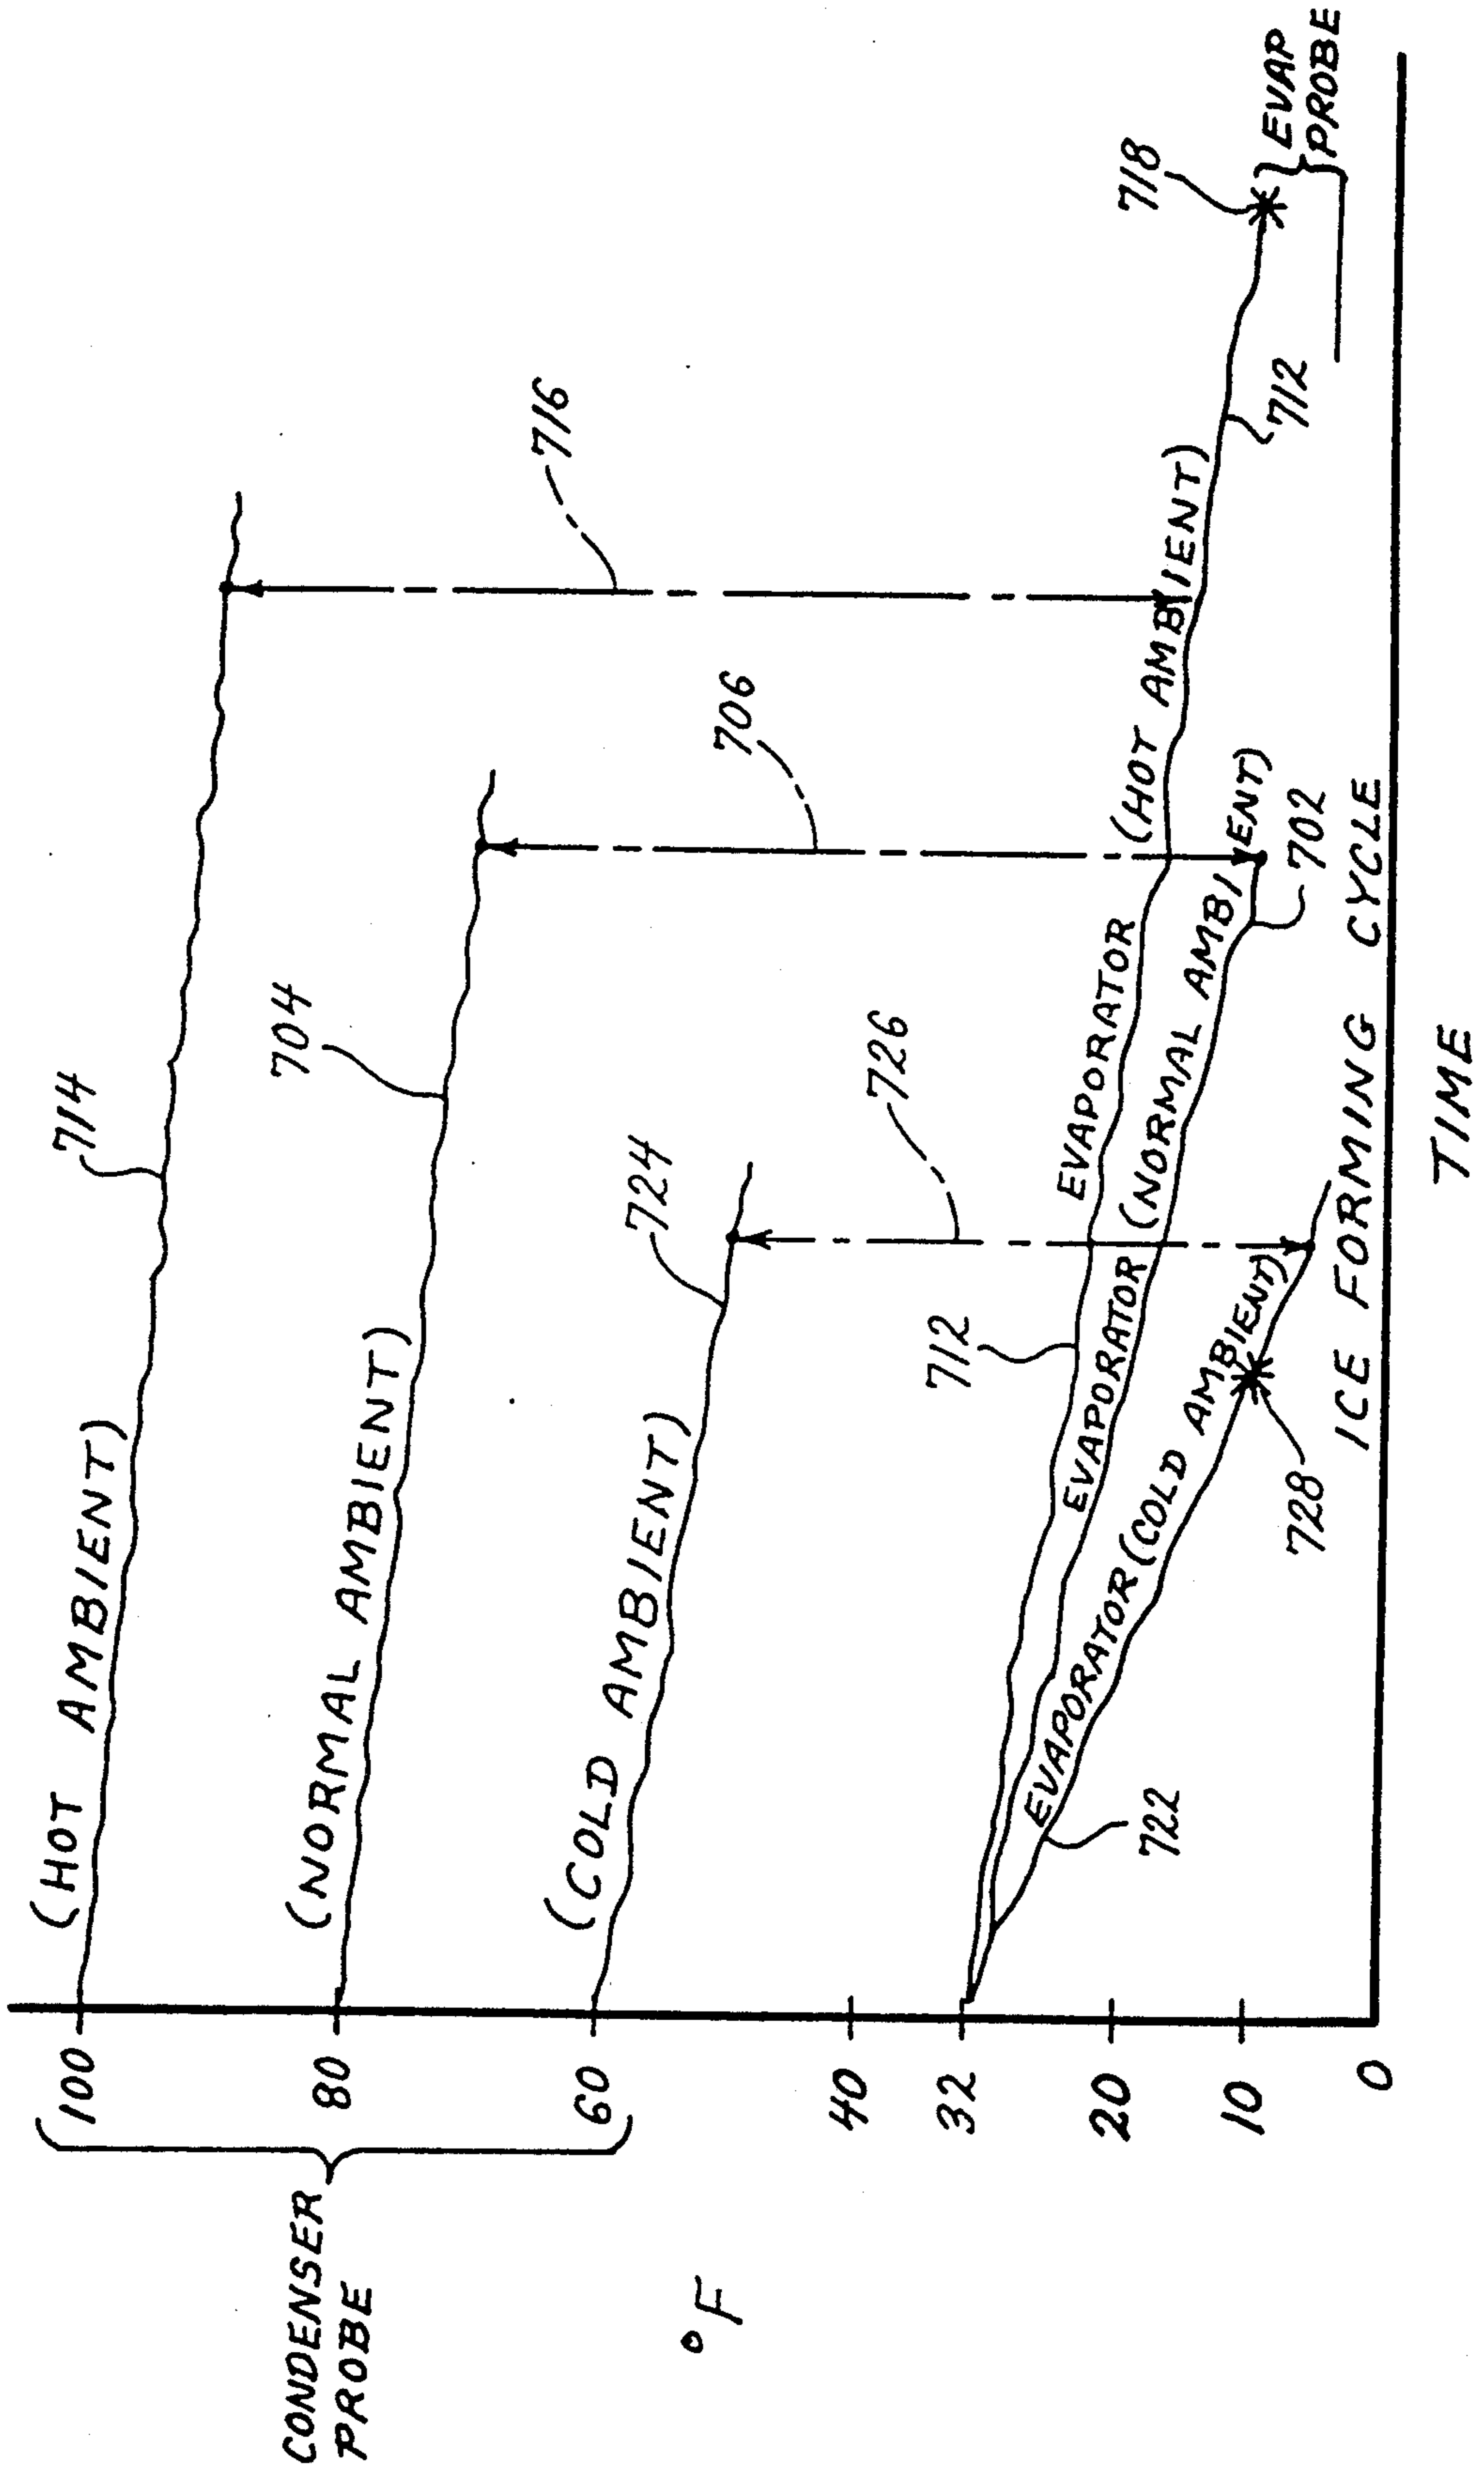 CONDENSER
PROBE
°F
100
80
60
40
32
20
10
0
(HOT AMBIENT)
714
(NORMAL AMBIENT)
704
(COLD AMBIENT)
724
716
706
726
712
EVAPORATOR (HOT AMBIENT)
EVAPORATOR (NORMAL AMBIENT)
EVAPORATOR (COLD AMBIENT)
722
728
702
712
718
EVAP
PROBE
ICE FORMING CYCLE
TIME